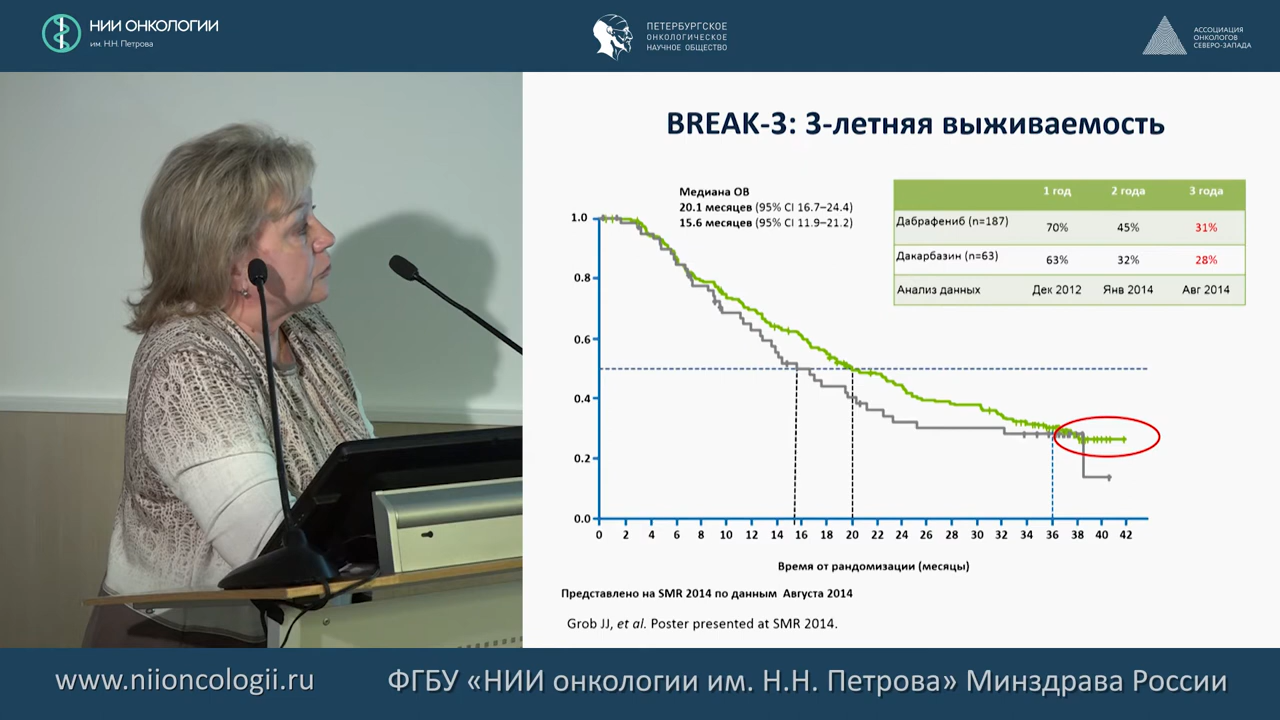 НИИ ОНКОЛОГИИ
им. Н.Н. Петрова
ПЕТЕРБУРГСКОЕ
ОНКОЛОГИЧЕСКОЕ
НАУЧНОЕ ОБЩЕСТВО
АССОЦИАЦИЯ
ОНКОЛОГОВ
СЕВЕРО-ЗАПАДА
BREAK-3: 3-летняя выживаемость
Медиана ОВ
20.1 месяцев (95% CI 16.7–24.4)
15.6 месяцев (95% CI 11.9–21.2)
1 год 2 года 3 года
Дабрафениб (n=187) 70% 45% 31%
Дакарбазин (n=63) 63% 32% 28%
Анализ данных Дек 2012 Янв 2014 Авг 2014
1.0
0.8
0.6
0.4
0.2
0.0
0 2 4 6 8 10 12 14 16 18 20 22 24 26 28 30 32 34 36 38 40 42
Время от рандомизации (месяцы)
Представлено на SMR 2014 по данным Августа 2014
Grob JJ, et al. Poster presented at SMR 2014.
www.niioncologii.ru
ФГБУ «НИИ онкологии им. Н.Н. Петрова» Минздрава России